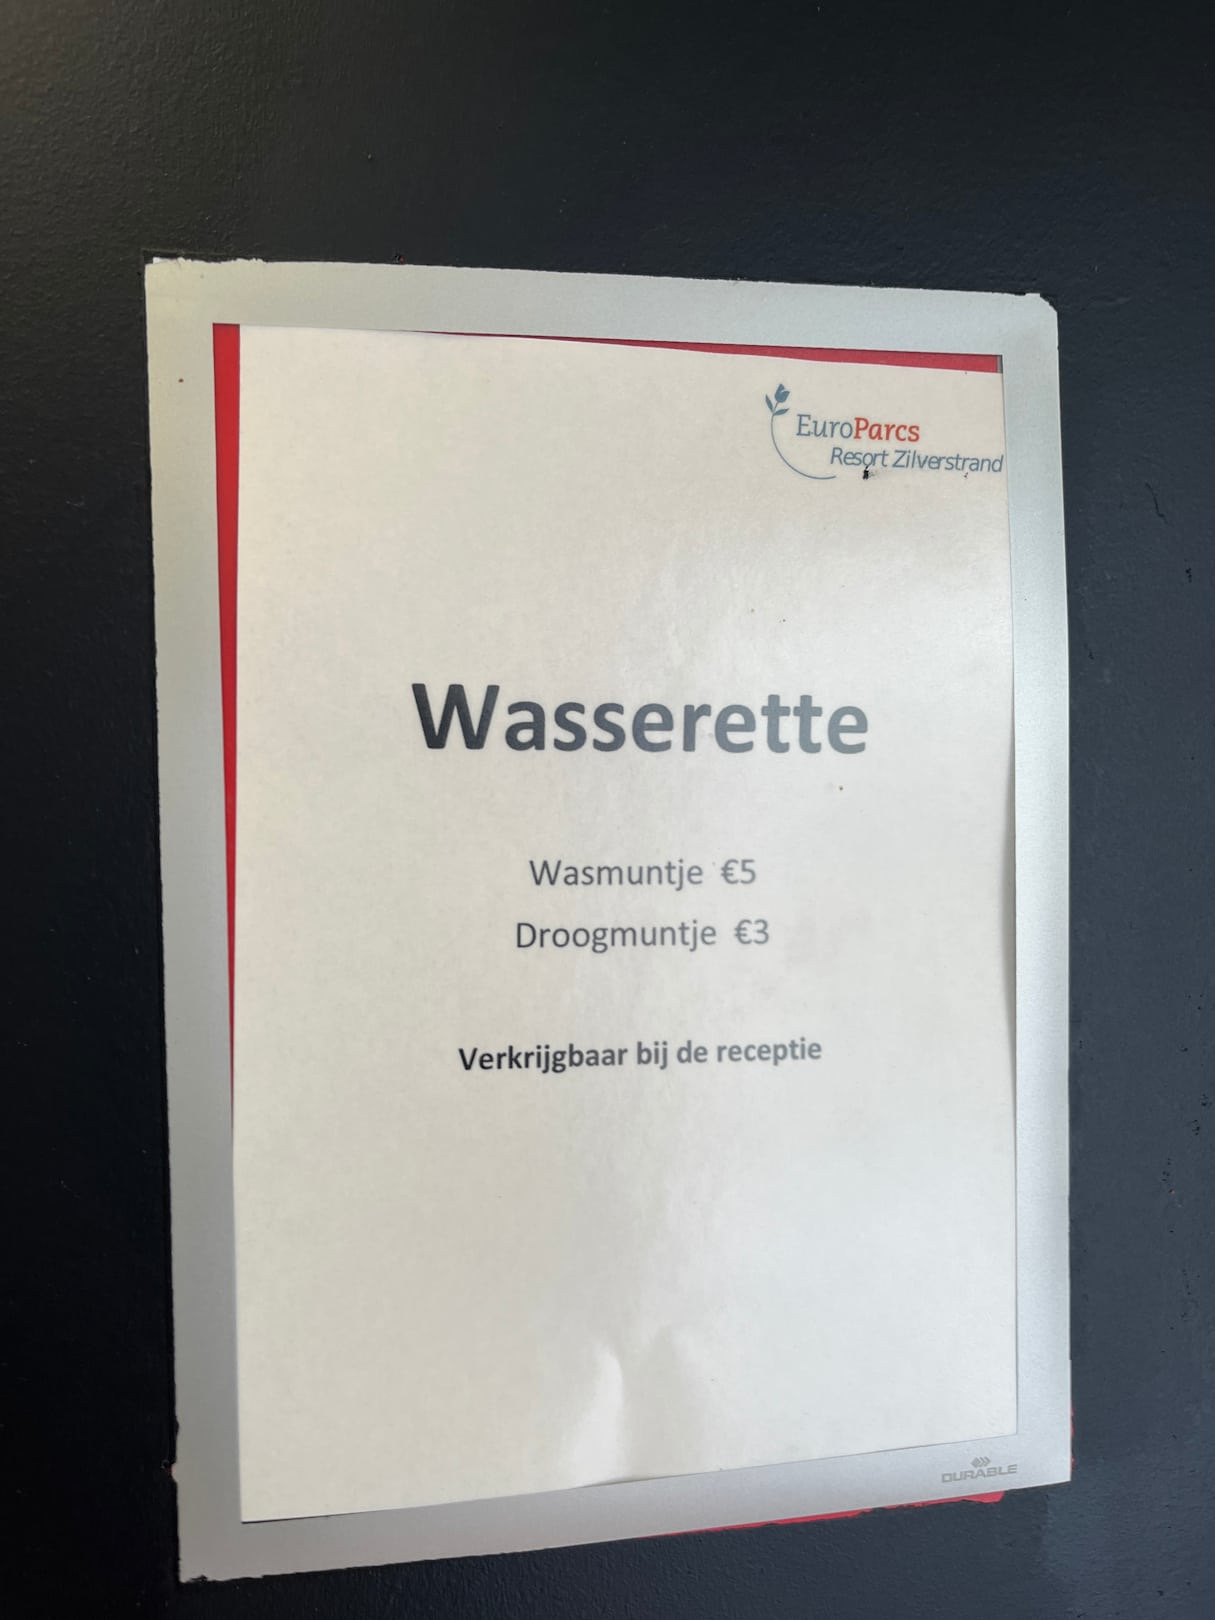 EuroParcs
Resort Zilverstrand
Wasserette
Wasmuntje €5
Droogmuntje €3
Verkrijgbaar bij de receptie
DURABLE